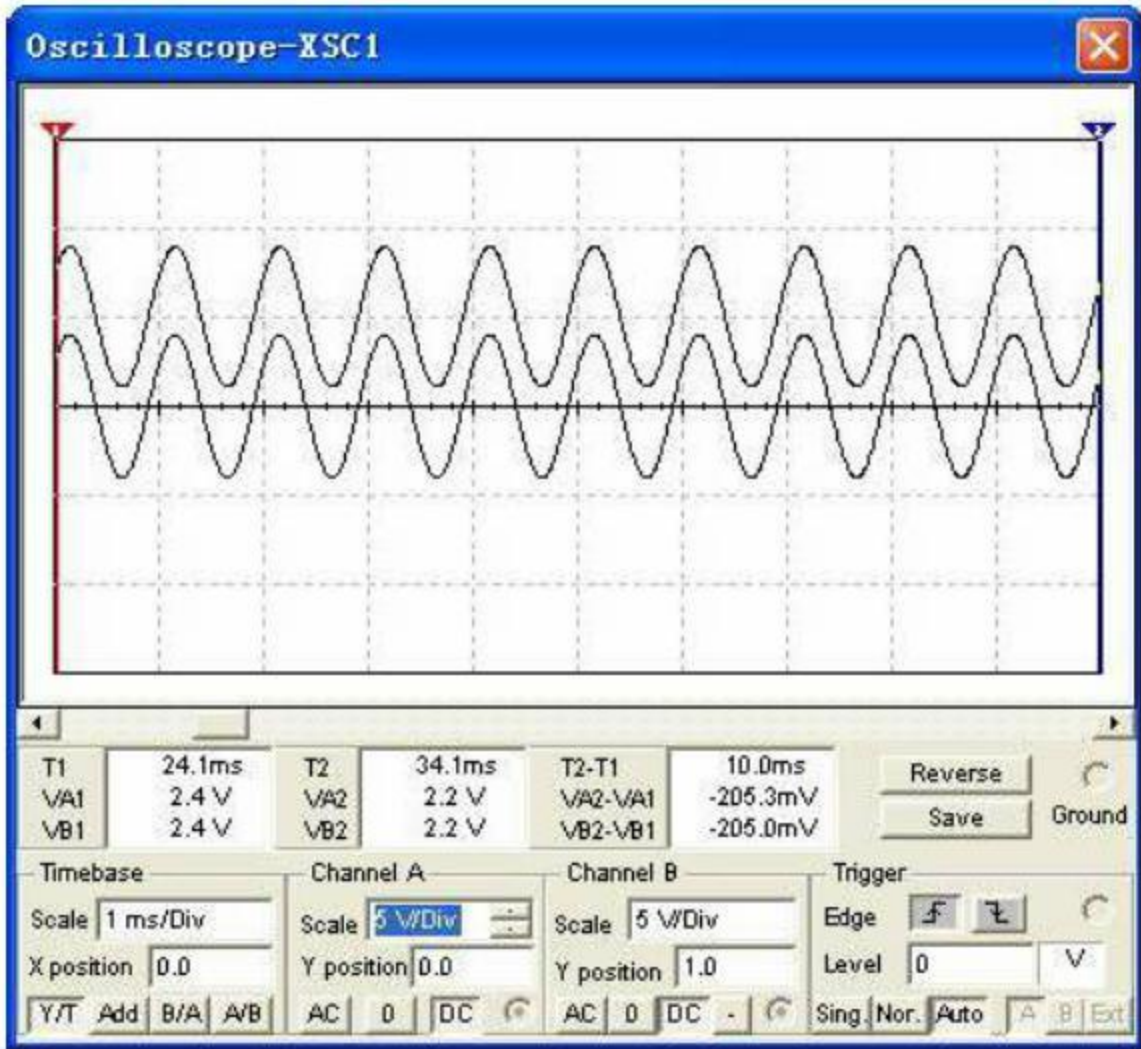 Oscilloscope-XSC1
1 2
T1 24.1ms T2 34.1ms T2-T1 10.0ms Reverse
VA1 2.4 V VA2 2.2 V VA2-VA1 -205.3mV
VB1 2.4 V VB2 2.2 V VB2-VB1 -205.0mV Save Ground
Timebase Channel A Channel B Trigger
Scale 1 ms/Div Scale 5 V/Div Scale 5 V/Div Edge
X position 0.0 Y position 0.0 Y position 1.0 Level 0 V
Y/T Add B/A A/B AC 0 DC AC 0 DC - Sing. Nor. Auto A B Ext